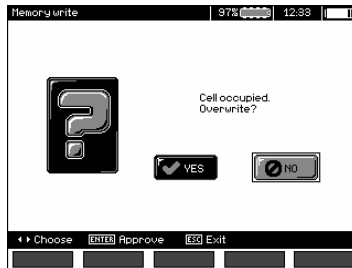 Memory write 97% 12:33
Cell occupied.
Overwrite?
YES NO
Choose ENTER Approve ESC Exit